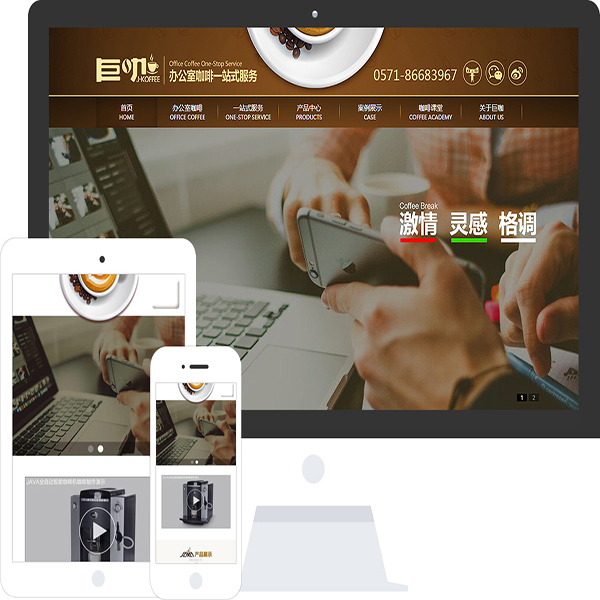 巨咖
J-KOFFEE
Office Coffee One-Stop Service
办公室咖啡一站式服务
0571-86683967
首页 办公室咖啡 一站式服务 产品中心 案例展示 咖啡课堂 关于巨咖
HOME OFFICE COFFEE ONE-STOP SERVICE PRODUCTS CASE COFFEE ACADEMY ABOUT US
Coffee Break
激情 灵感 格调
1 2
JAVA全自动智能咖啡机咖啡制作演示
产品展示